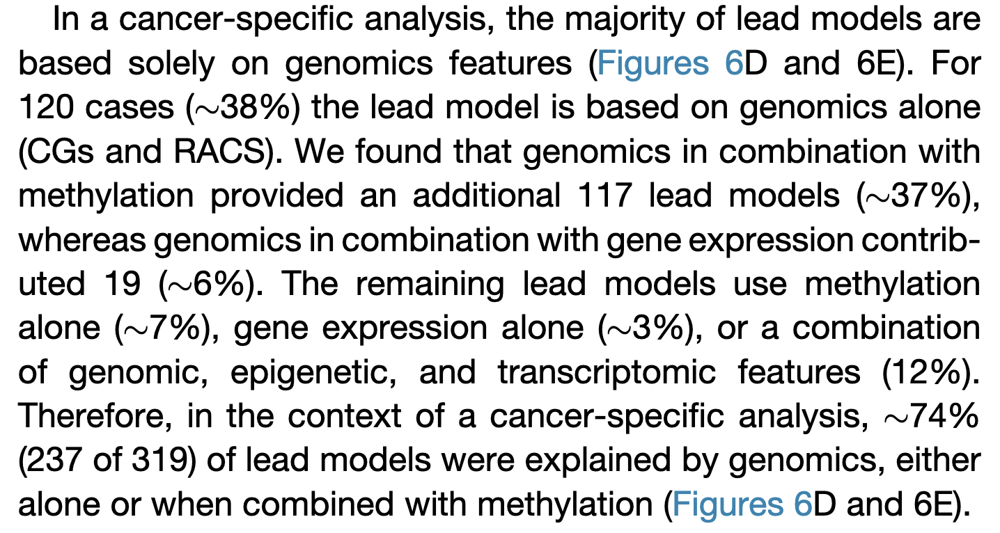 In a cancer-specific analysis, the majority of lead models are
based solely on genomics features (Figures 6D and 6E). For
120 cases (∼38%) the lead model is based on genomics alone
(CGs and RACS). We found that genomics in combination with
methylation provided an additional 117 lead models (∼37%),
whereas genomics in combination with gene expression contrib-
uted 19 (∼6%). The remaining lead models use methylation
alone (∼7%), gene expression alone (∼3%), or a combination
of genomic, epigenetic, and transcriptomic features (12%).
Therefore, in the context of a cancer-specific analysis, ∼74%
(237 of 319) of lead models were explained by genomics, either
alone or when combined with methylation (Figures 6D and 6E).